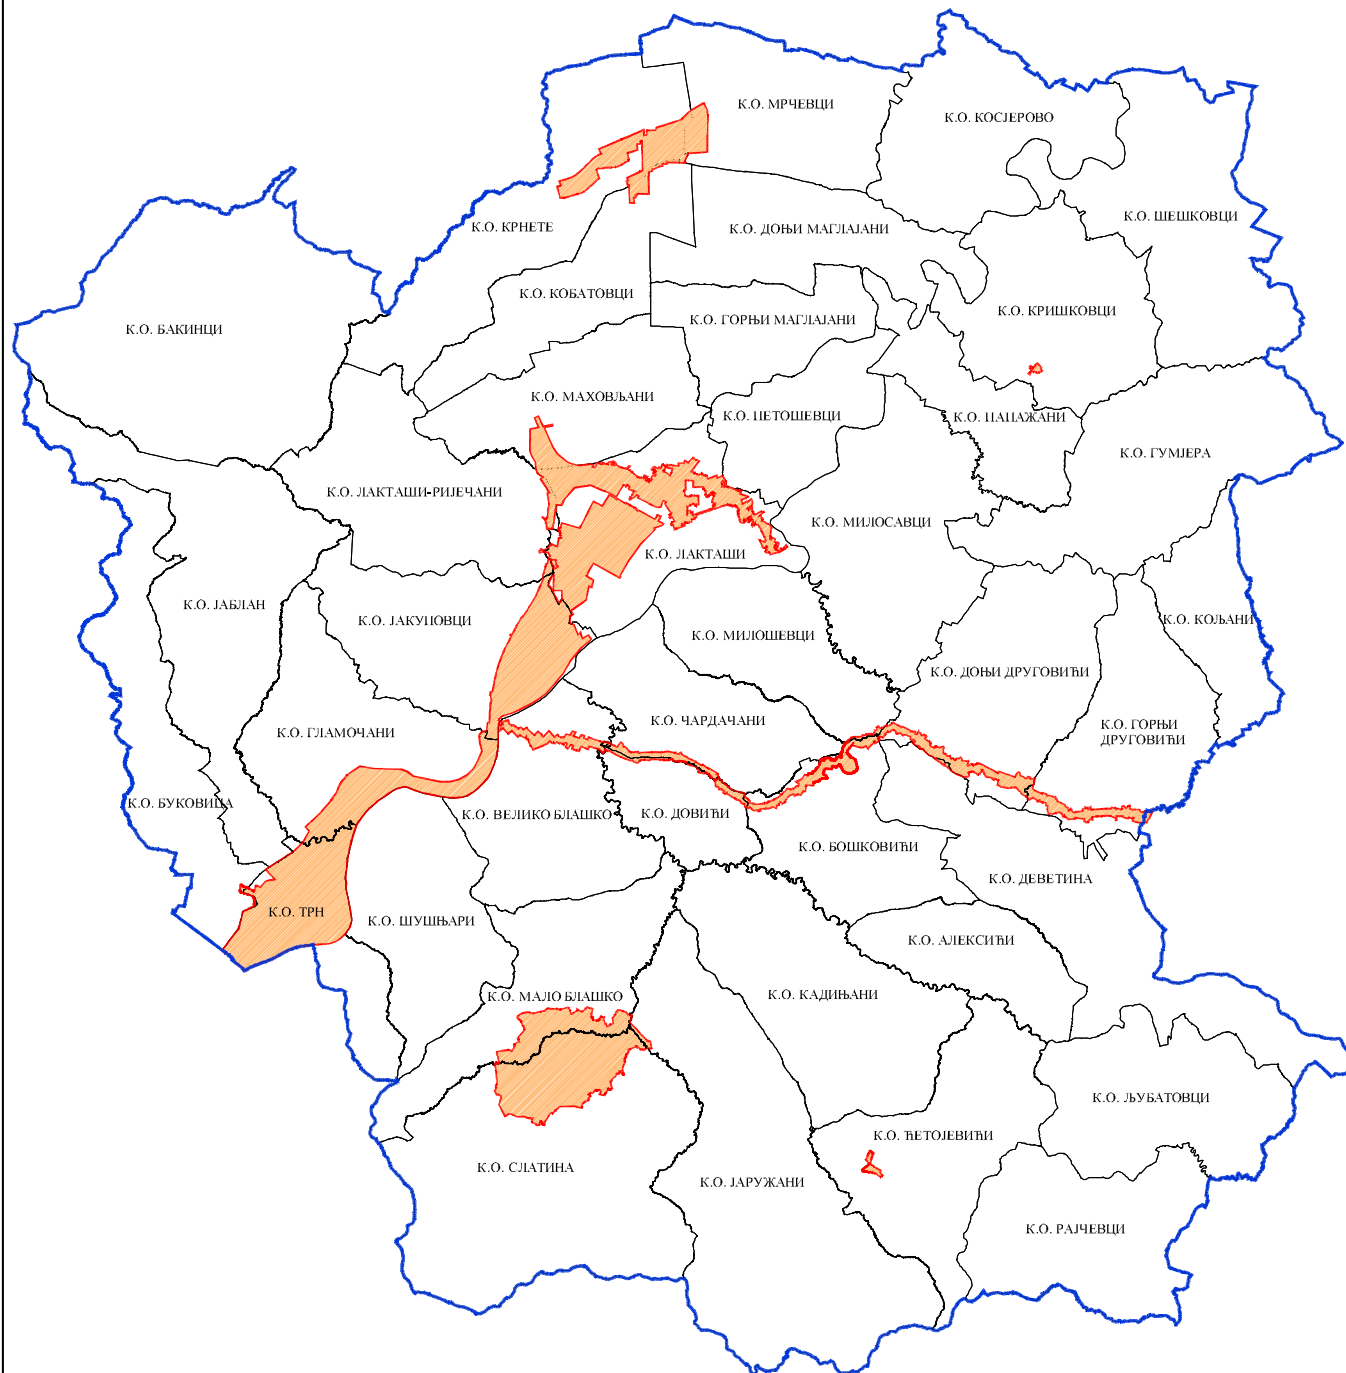 К.О. МРЧЕВЦИ
К.О. КОСЈЕРОВО
К.О. ШЕШКОВЦИ
К.О. КРНЕТЕ
К.О. ДОЊИ МАГЛАЈАНИ
К.О. КОБАТОВЦИ
К.О. КРИШКОВЦИ
К.О. ГОРЊИ МАГЛАЈАНИ
К.О. БАКИНЦИ
К.О. МАХОВЉАНИ
К.О. ПЕТОШЕВЦИ
К.О. ПАПАЖАНИ
К.О. ГУМЈЕРА
К.О. ЛАКТАШИ-РИЈЕЧАНИ
К.О. МИЛОСАВЦИ
К.О. ЛАКТАШИ
К.О. ЈАБЛАН
К.О. ЈАКУПОВЦИ
К.О. КОЉАНИ
К.О. МИЛОШЕВЦИ
К.О. ДОЊИ ДРУГОВИЋИ
К.О. ЧАРДАЧАНИ
К.О. ГОРЊИ
ДРУГОВИЋИ
К.О. ГЛАМОЧАНИ
К.О. БУКОВИЦА
К.О. ВЕЛИКО БЛАШКО
К.О. ДОВИЋИ
К.О. БОШКОВИЋИ
К.О. ДЕВЕТИНА
К.О. ТРН
К.О. ШУШЊАРИ
К.О. АЛЕКСИЋИ
К.О. МАЛО БЛАШКО
К.О. КАДИЊАНИ
К.О. ЉУБАТОВЦИ
К.О. ЋЕТОЈЕВИЋИ
К.О. СЛАТИНА
К.О. ЈАРУЖАНИ
К.О. РАЈЧЕВЦИ